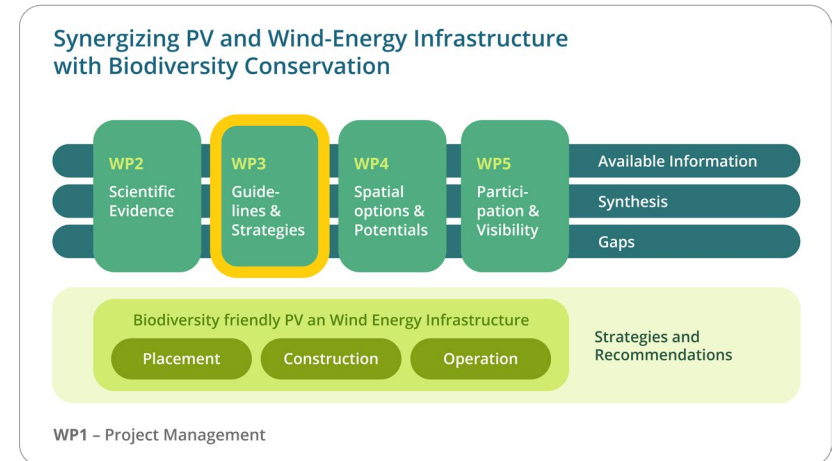 Synergizing PV and Wind-Energy Infrastructure
with Biodiversity Conservation
WP2
Scientific
Evidence
WP3
Guide-
lines &
Strategies
WP4
Spatial
options &
Potentials
WP5
Partici-
pation &
Visibility
Available Information
Synthesis
Gaps
Biodiversity friendly PV an Wind Energy Infrastructure
Placement
Construction
Operation
Strategies and
Recommendations
WP1 – Project Management